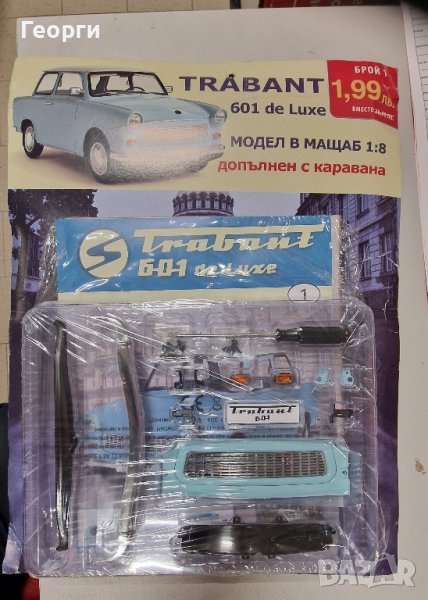 Георги
TRABANT
601 de Luxe
БРОЙ 1
1,99 ЛВ.
ВМЕСТО
МОДЕЛ В МАЩАБ 1:8
допълнен с каравана
S Trabant
601 de Luxe
1
Trabant
601
BAZAR